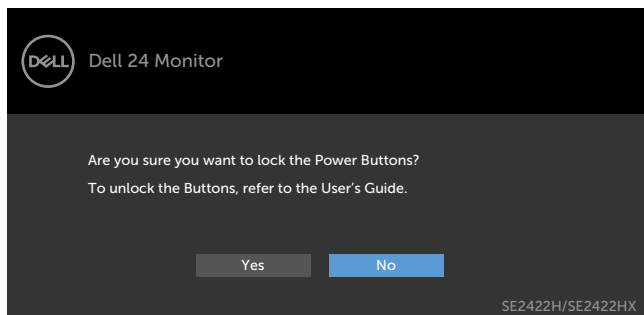 DELL
Dell 24 Monitor
Are you sure you want to lock the Power Buttons?
To unlock the Buttons, refer to the User’s Guide.
Yes
No
SE2422H/SE2422HX